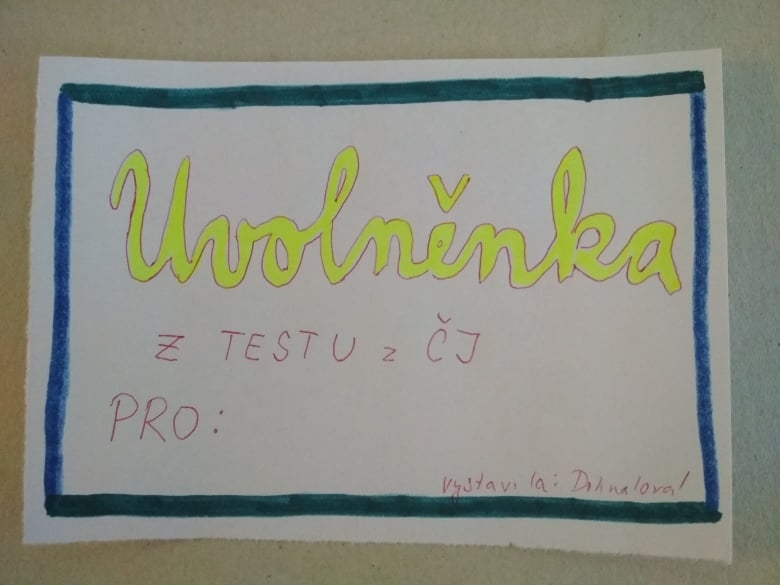 Uvolněnka
Z TESTU z ČJ
PRO:
vystavila: Dohnalová